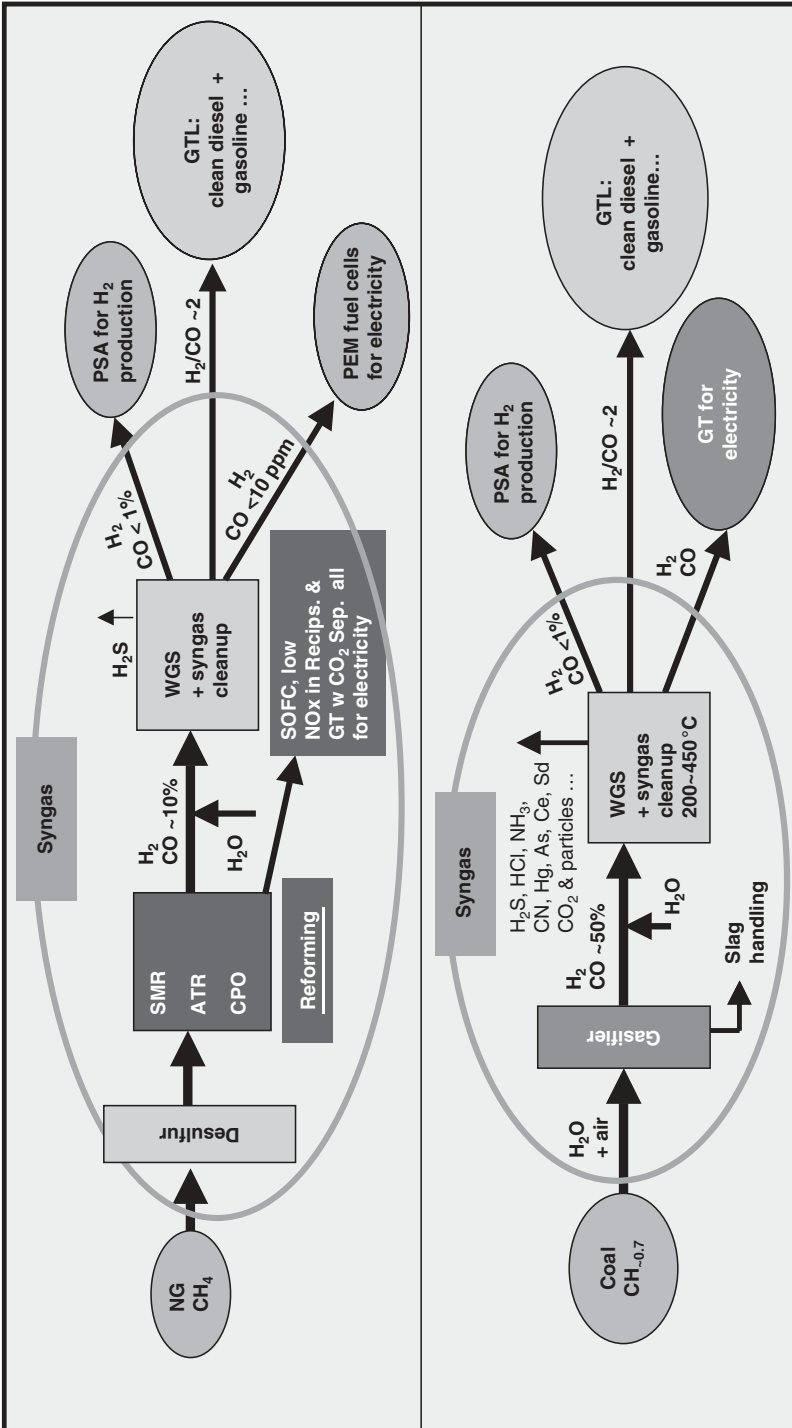 Syngas
NG
CH₄
Desulfur
SMR
ATR
CPO
Reforming
H₂
CO ~10%
H₂O
H₂S
WGS
+ syngas
cleanup
SOFC, low
NOx in Recips. &
GT w CO₂ Sep. all
for electricity
H₂
CO <1%
H₂/CO ~2
H₂
CO <10 ppm
PSA for H₂
production
GTL:
clean diesel +
gasoline ...
PEM fuel cells
for electricity
Syngas
Coal
CH~0.7
H₂O
+ air
Gasifier
Slag
handling
H₂
CO ~50%
H₂O
H₂S, HCl, NH₃,
CN, Hg, As, Ce, Sd
CO₂ & particles ...
WGS
+ syngas
cleanup
200~450 °C
H₂
CO <1%
H₂/CO ~2
H₂
CO
PSA for H₂
production
GTL:
clean diesel +
gasoline...
GT for
electricity